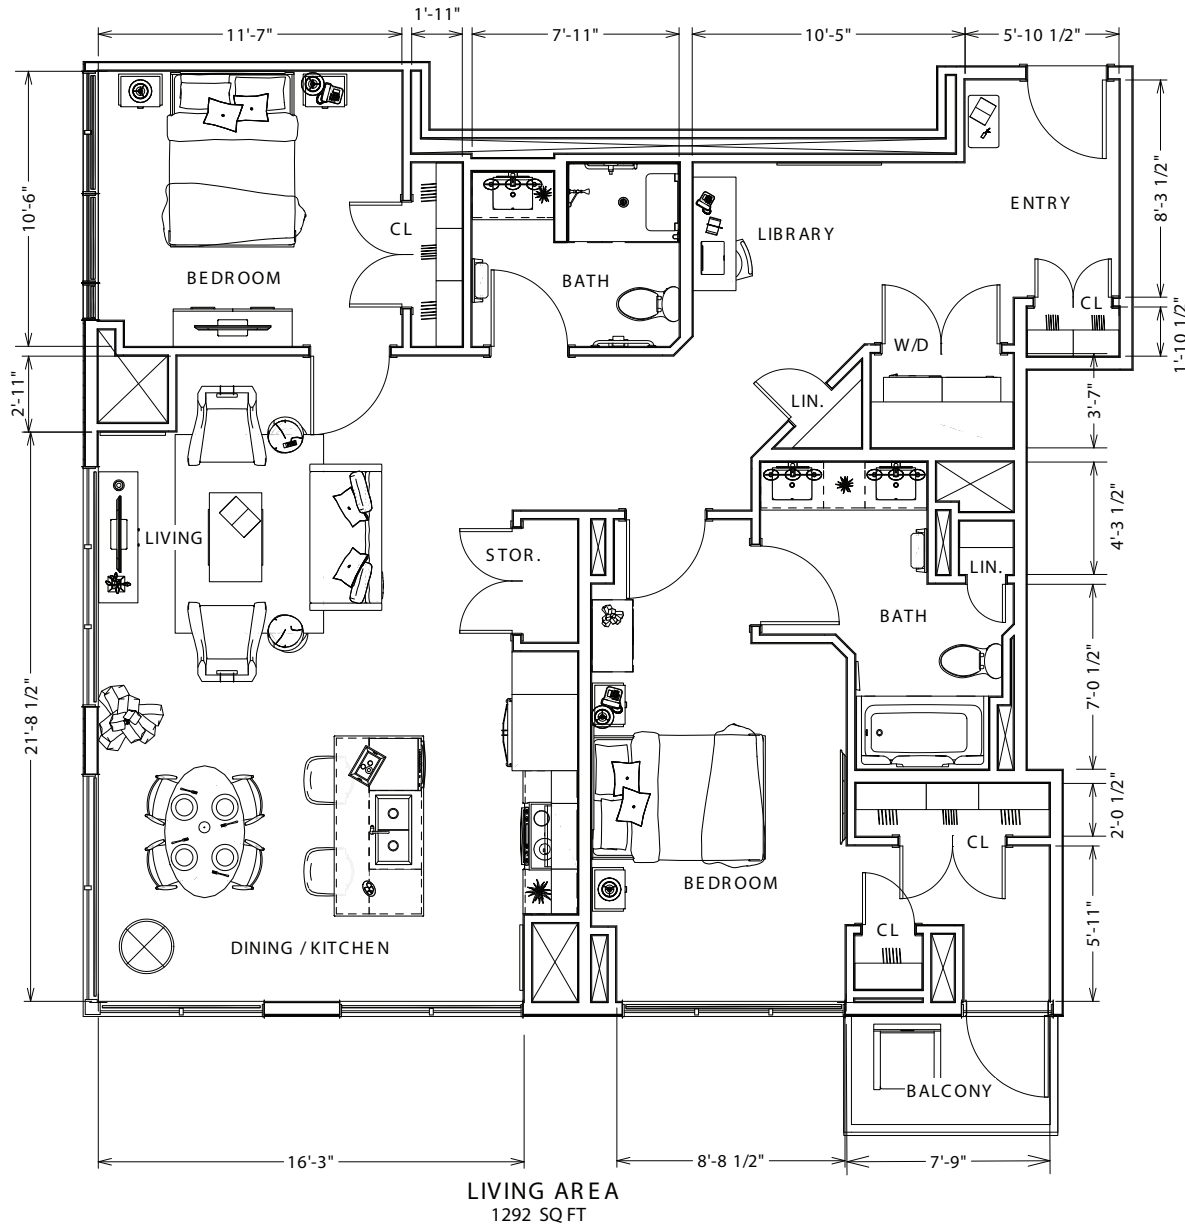 1'-11"
11'-7"
7'-11"
10'-5"
5'-10 1/2"
10'-6"
8'-3 1/2"
ENTRY
CL
LIBRARY
BEDROOM
BATH
CL
1'-10 1/2"
W/D
2'-11"
LIN.
3'-7"
4'-3 1/2"
LIVING
STOR.
LIN.
BATH
7'-0 1/2"
21'-8 1/2"
2'-0 1/2"
CL
BEDROOM
CL
5'-11"
DINING / KITCHEN
BALCONY
16'-3"
8'-8 1/2"
7'-9"
LIVING AREA
1292 SQ FT